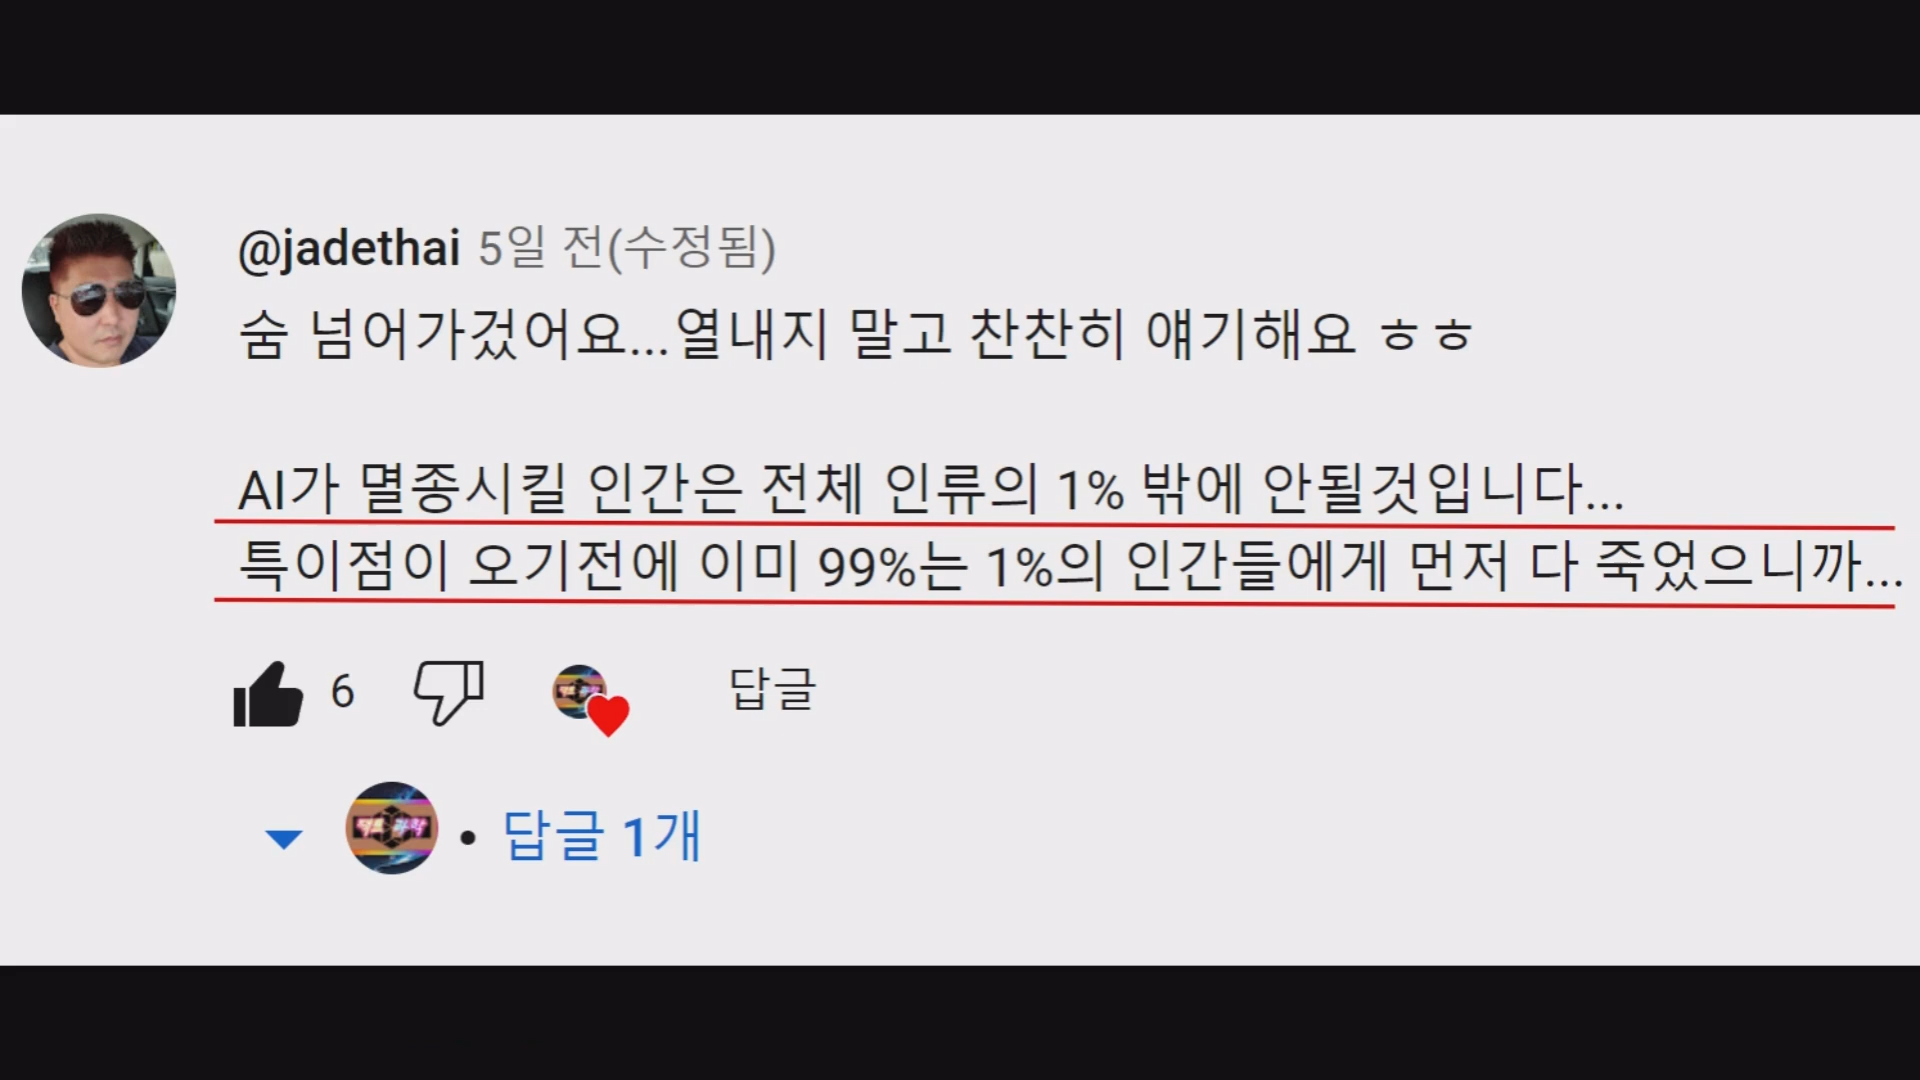 @jadethai 5일 전(수정됨)
숨 넘어가겄어요...열내지 말고 찬찬히 얘기해요 ㅎㅎ
AI가 멸종시킬 인간은 전체 인류의 1% 밖에 안될것입니다...
특이점이 오기전에 이미 99%는 1%의 인간들에게 먼저 다 죽었으니까...
6 답글
답글 1개